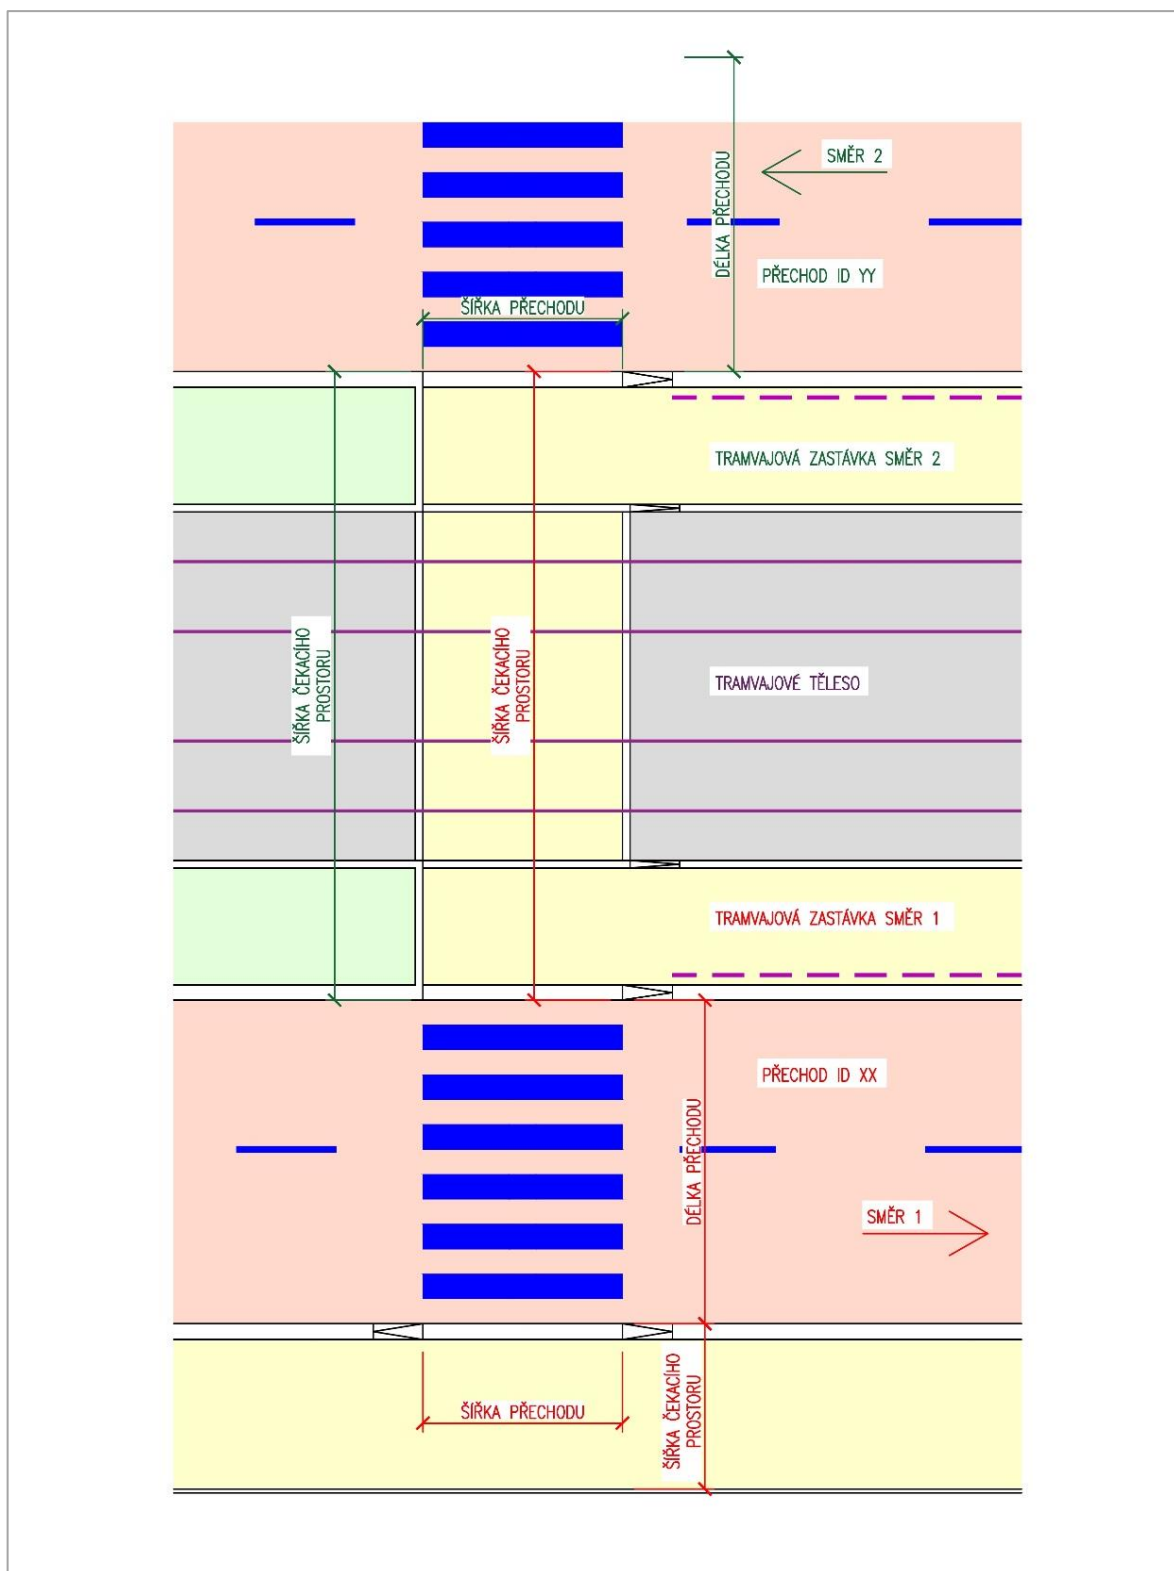 SMĚR 2
DÉLKA PŘECHODU
PŘECHOD ID YY
ŠÍŘKA PŘECHODU
TRAMVAJOVÁ ZASTÁVKA SMĚR 2
ŠÍŘKA ČEKACÍHO
PROSTORU
ŠÍŘKA ČEKACÍHO
PROSTORU
TRAMVAJOVÉ TĚLESO
TRAMVAJOVÁ ZASTÁVKA SMĚR 1
PŘECHOD ID XX
DÉLKA PŘECHODU
SMĚR 1
ŠÍŘKA PŘECHODU
ŠÍŘKA ČEKACÍHO
PROSTORU